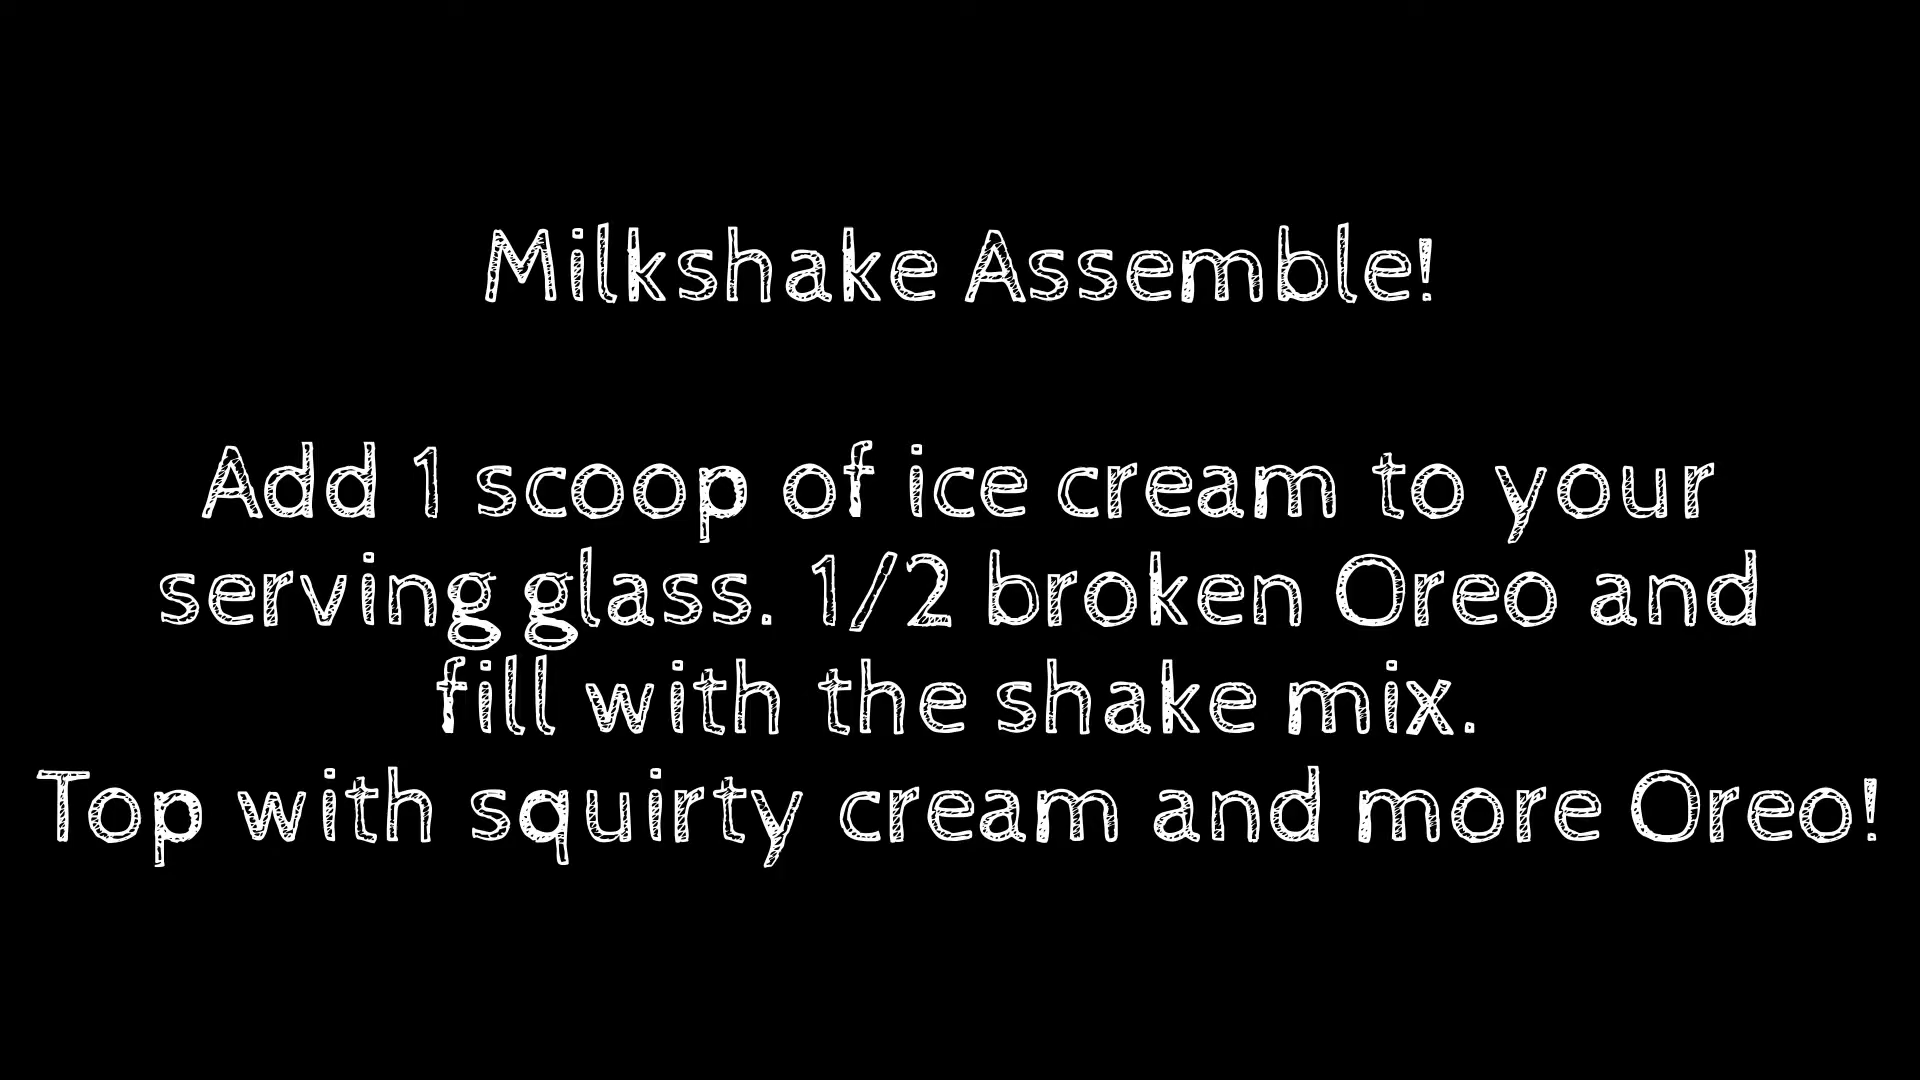 Milkshake Assemble!
Add 1 scoop of ice cream to your
serving glass. 1/2 broken Oreo and
fill with the shake mix.
Top with squirty cream and more Oreo!